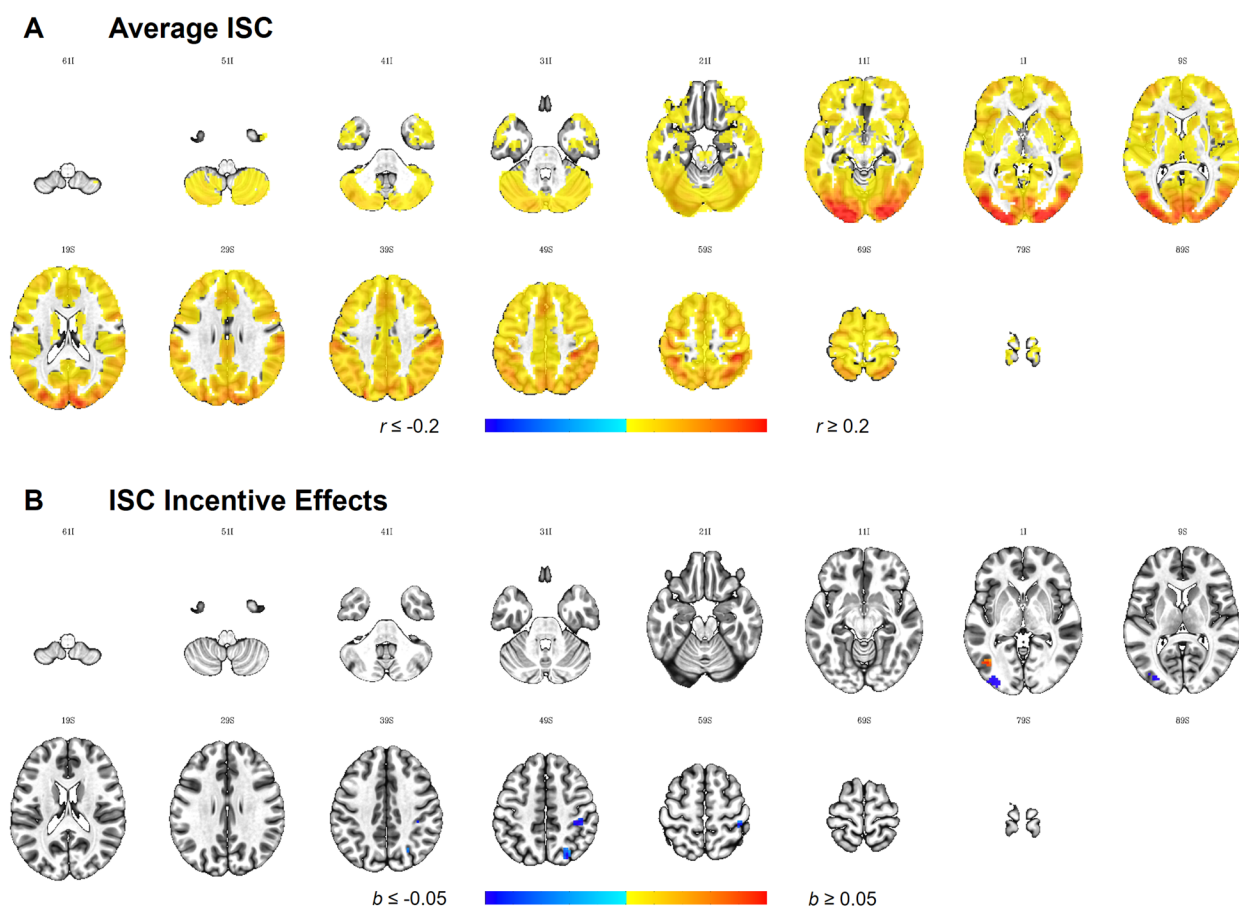 A Average ISC
61I 51I 41I 31I 21I 11I 1I 9S
19S 29S 39S 49S 59S 69S 79S 89S
r ≤ -0.2 r ≥ 0.2
B ISC Incentive Effects
61I 51I 41I 31I 21I 11I 1I 9S
19S 29S 39S 49S 59S 69S 79S 89S
b ≤ -0.05 b ≥ 0.05